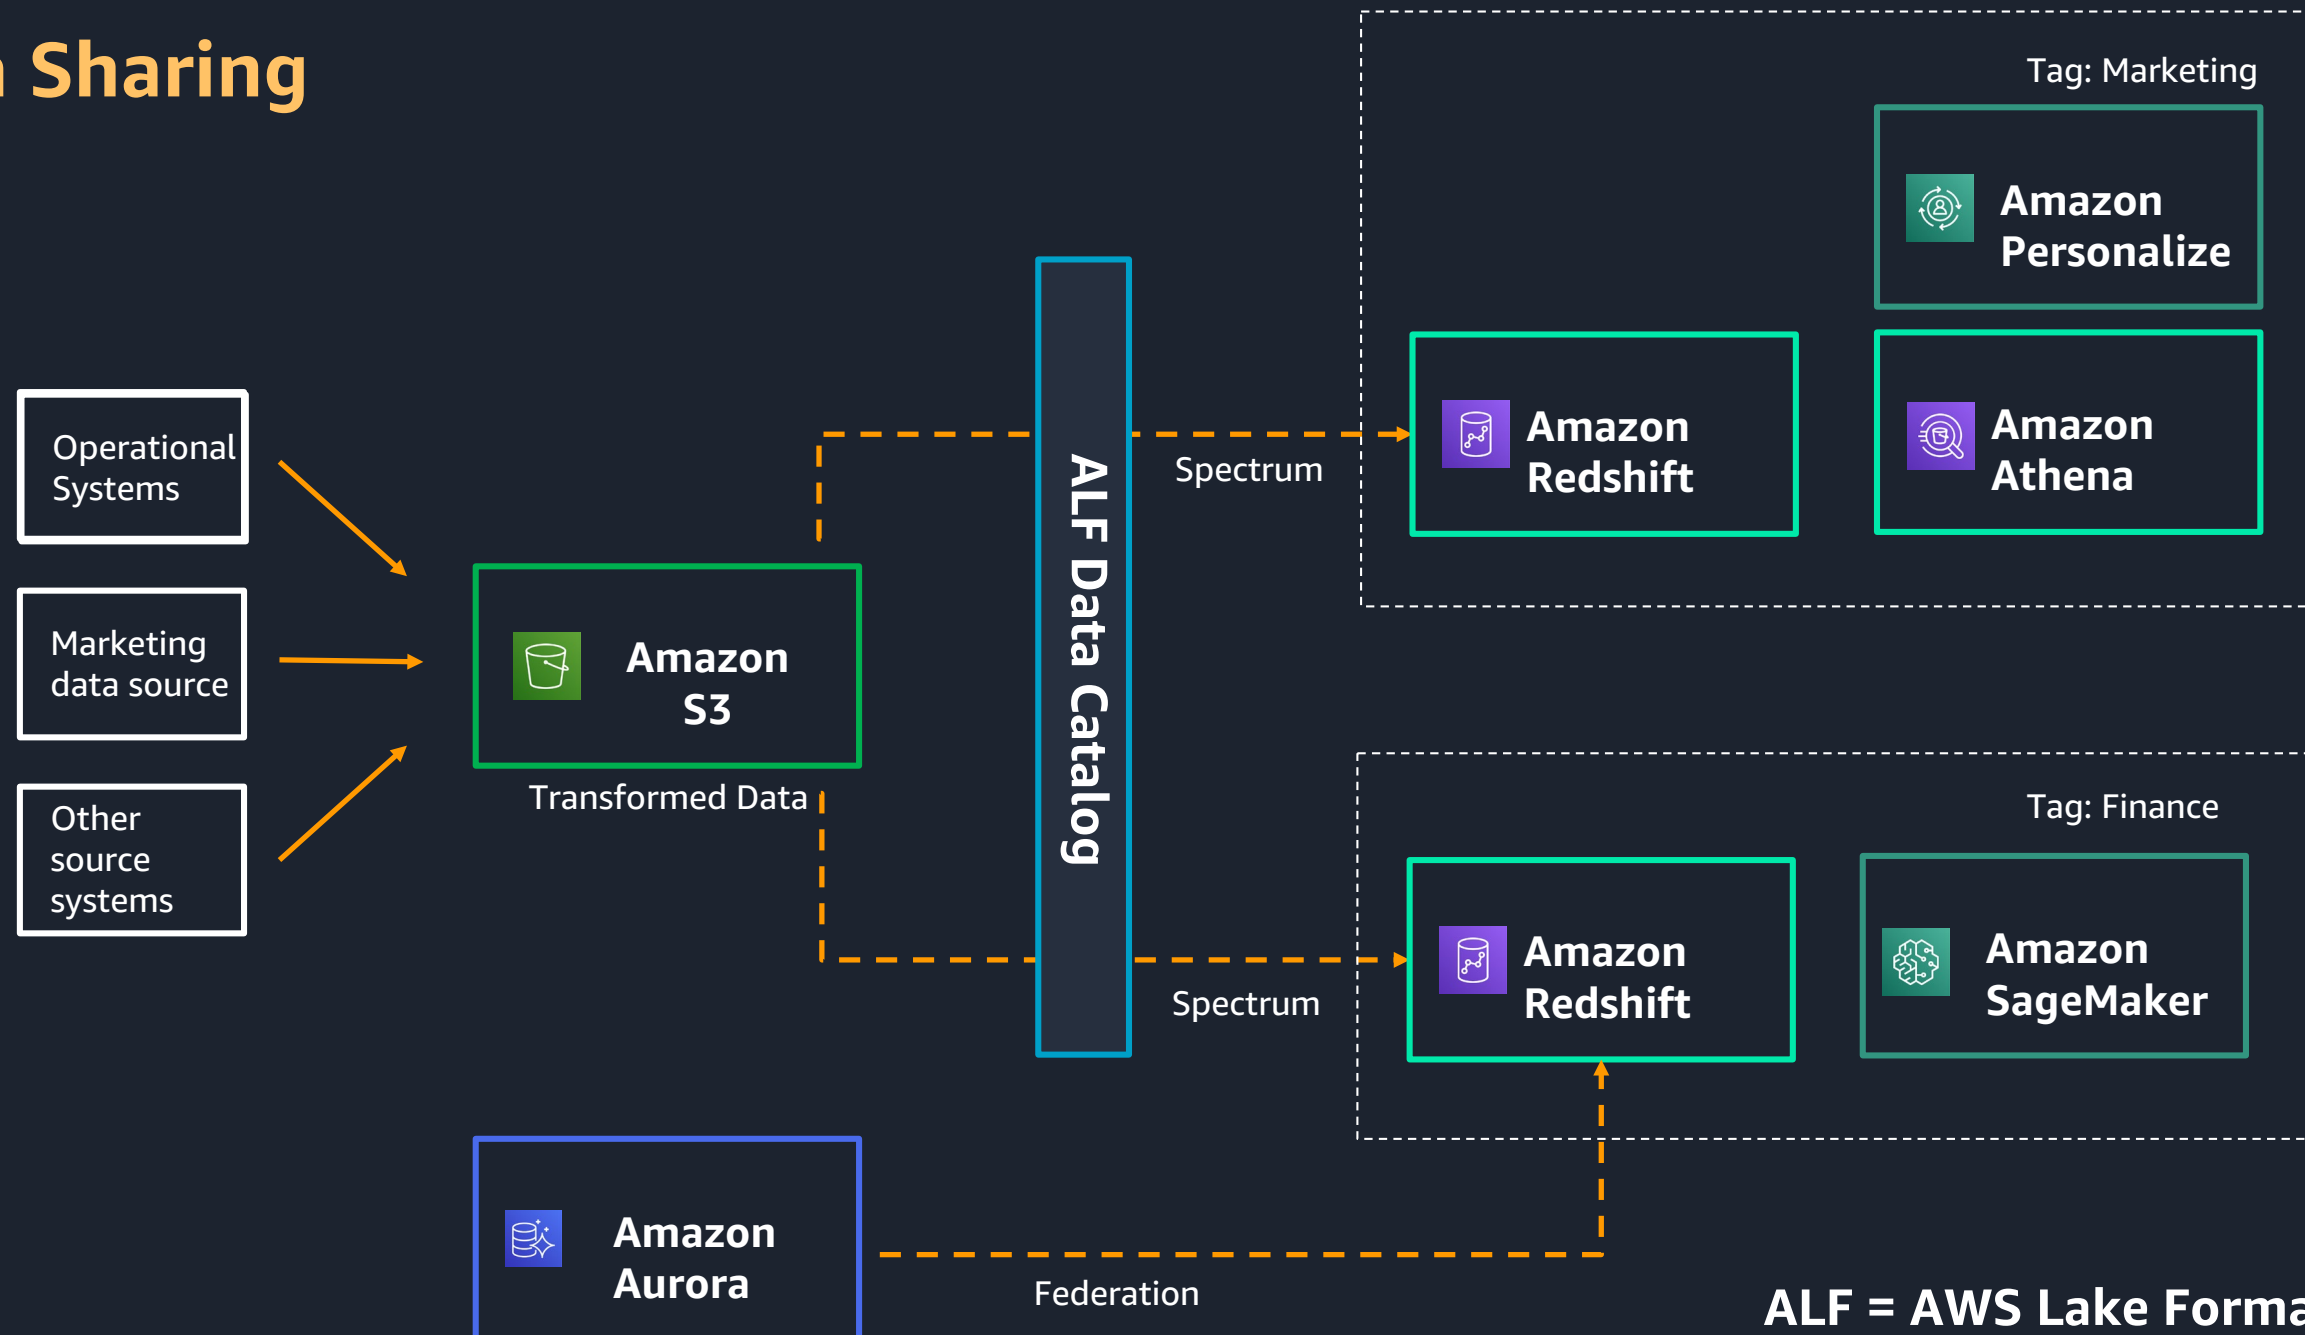 Sharing
Tag: Marketing
Amazon
Personalize
Operational
Systems
Amazon
Redshift
Amazon
Athena
Spectrum
ALF Data Catalog
Marketing
data source
Amazon
S3
Transformed Data
Other
source
systems
Tag: Finance
Amazon
Redshift
Amazon
SageMaker
Spectrum
Amazon
Aurora
Federation
ALF = AWS Lake Forma